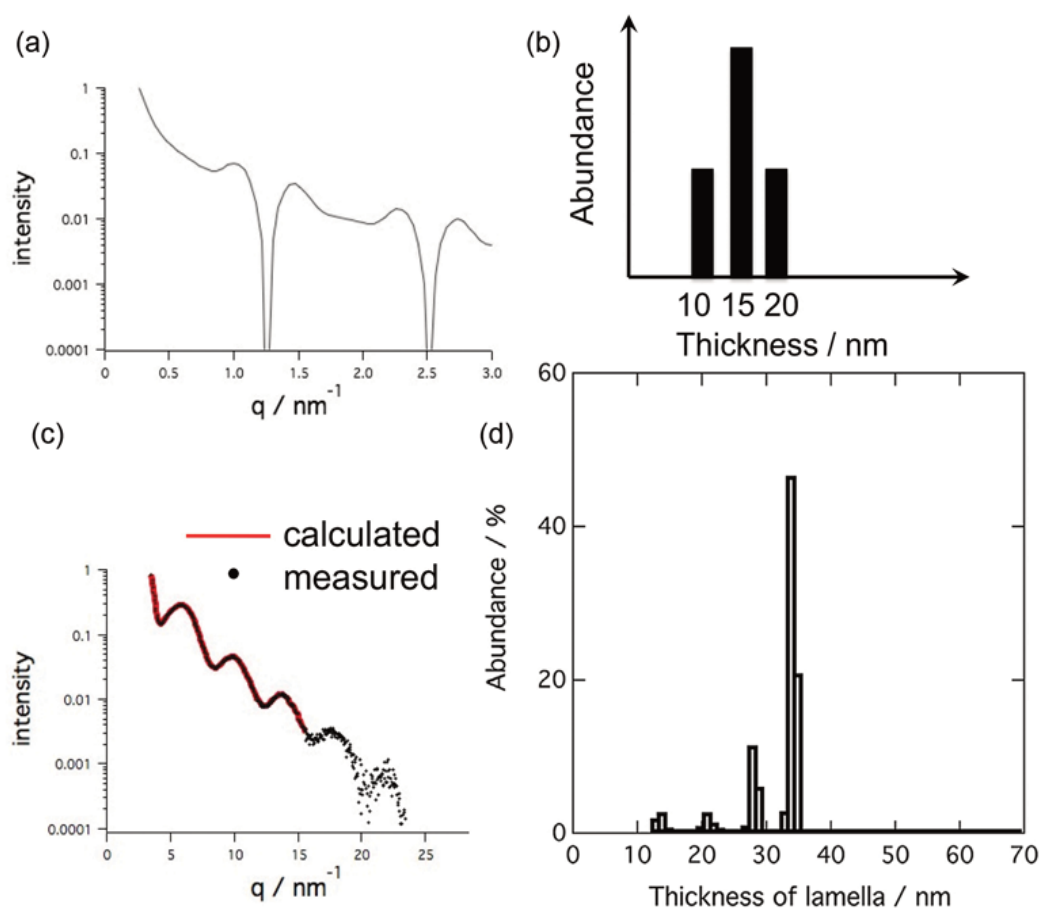 (a)
intensity
1
0.1
0.01
0.001
0.0001
0
0.5
1.0
1.5
2.0
2.5
3.0
q / nm⁻¹
(b)
Abundance
10 15 20
Thickness / nm
(c)
calculated
measured
intensity
1
0.1
0.01
0.001
0.0001
0
5
10
15
20
25
q / nm⁻¹
(d)
Abundance / %
60
40
20
0
0
10
20
30
40
50
60
70
Thickness of lamella / nm